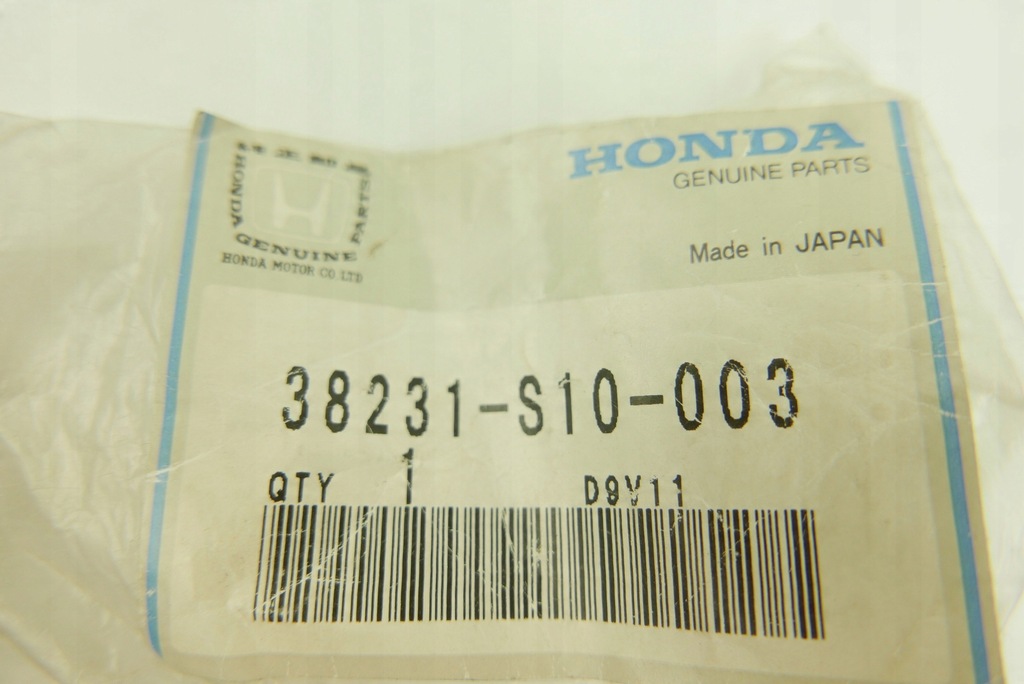 HONDA GENUINE PARTS
HONDA MOTOR CO LTD
HONDA
GENUINE PARTS
Made in JAPAN
38231-S10-003
QTY 1 D9V11